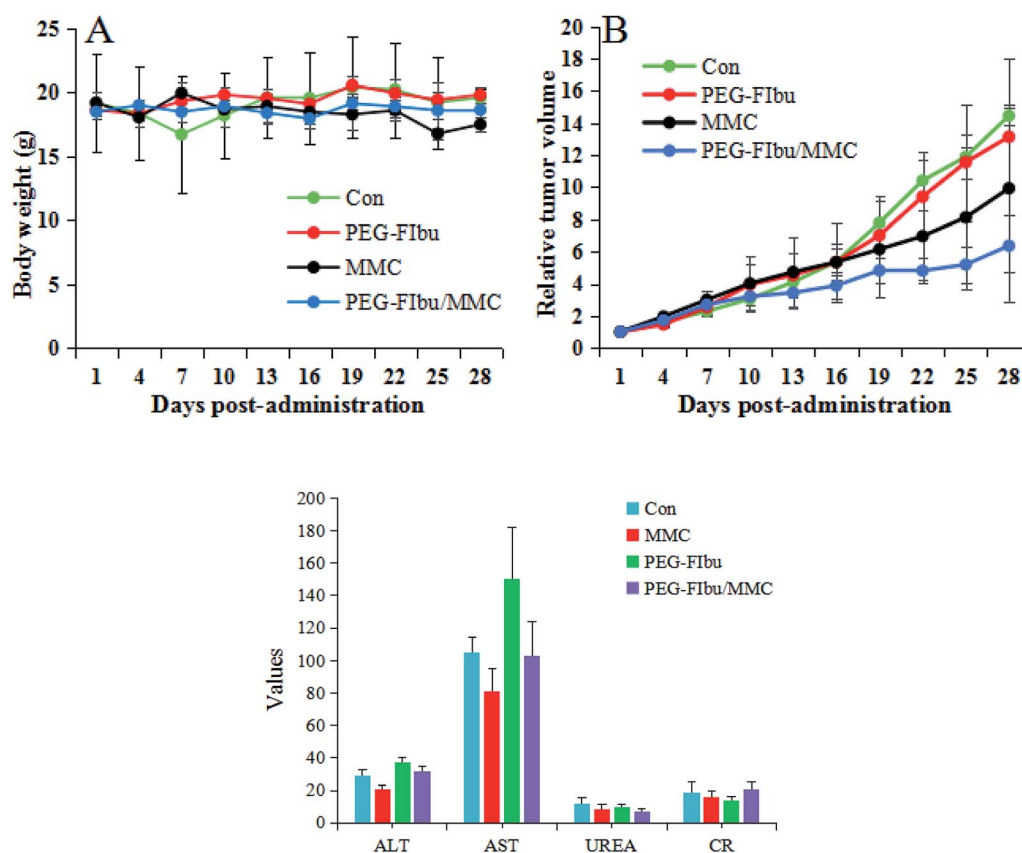 A
25
20
15
10
5
0
Body weight (g)
Con
PEG-FIbu
MMC
PEG-FIbu/MMC
1 4 7 10 13 16 19 22 25 28
Days post-administration
B
20
18
16
14
12
10
8
6
4
2
0
Relative tumor volume
Con
PEG-FIbu
MMC
PEG-FIbu/MMC
1 4 7 10 13 16 19 22 25 28
Days post-administration
200
180
160
140
120
100
80
60
40
20
0
Values
Con
MMC
PEG-FIbu
PEG-FIbu/MMC
ALT AST UREA CR